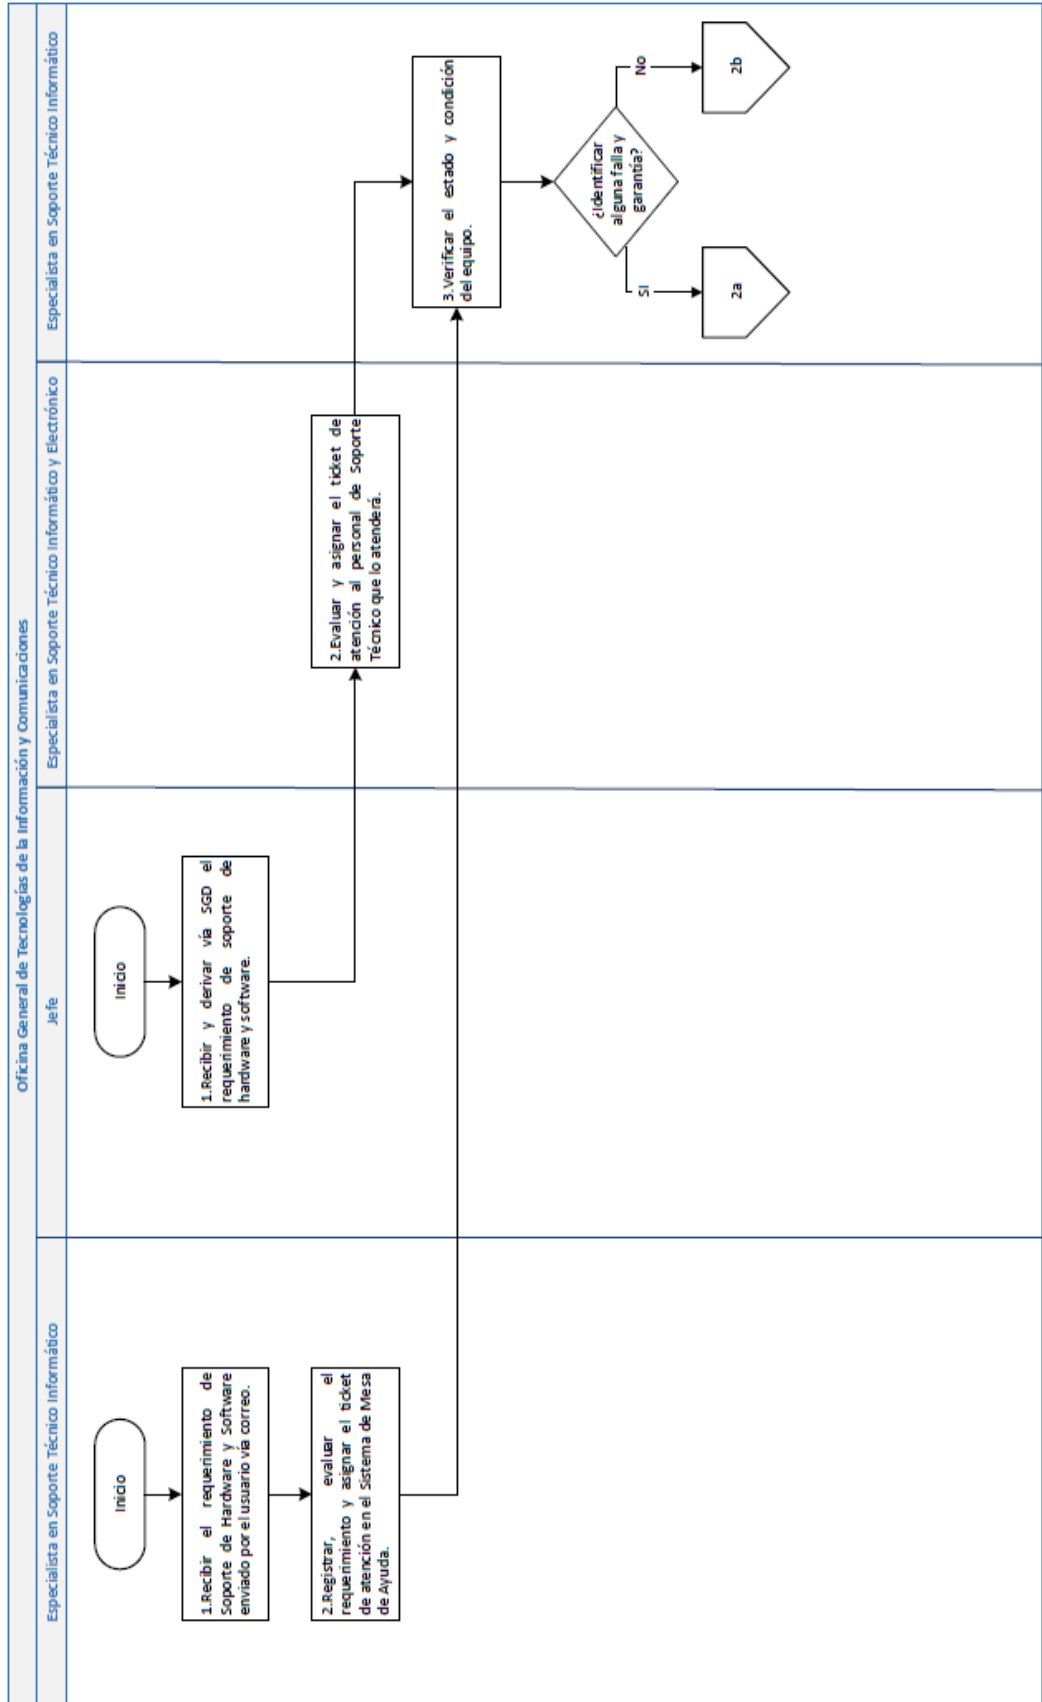 Oficina General de Tecnologías de la Información y Comunicaciones
Especialista en Soporte Técnico Informático
Jefe
Especialista en Soporte Técnico Informático y Electrónico
Especialista en Soporte Técnico Informático
Inicio
1.Recibir el requerimiento de
Soporte de Hardware y Software
enviado por el usuario vía correo.
2.Registrar, evaluar el
requerimiento y asignar el ticket
de atención en el Sistema de Mesa
de Ayuda.
Inicio
1.Recibir y derivar vía SGD el
requerimiento de soporte de
hardware y software.
2.Evaluar y asignar el ticket de
atención al personal de Soporte
Técnico que lo atenderá.
3.Verificar el estado y condición
del equipo.
¿Identificar
alguna falla y
garantía?
SI
No
2a
2b